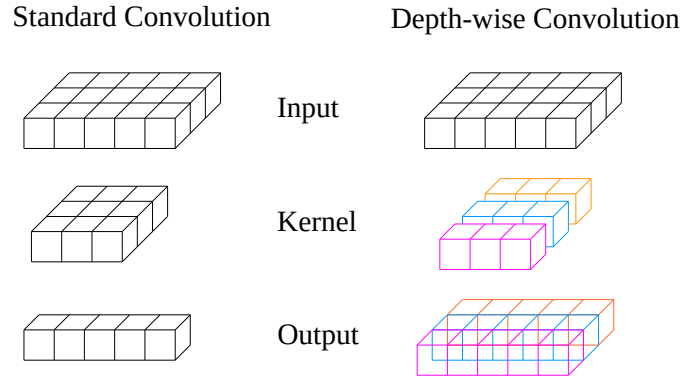 Standard Convolution
Depth-wise Convolution
Input
Kernel
Output